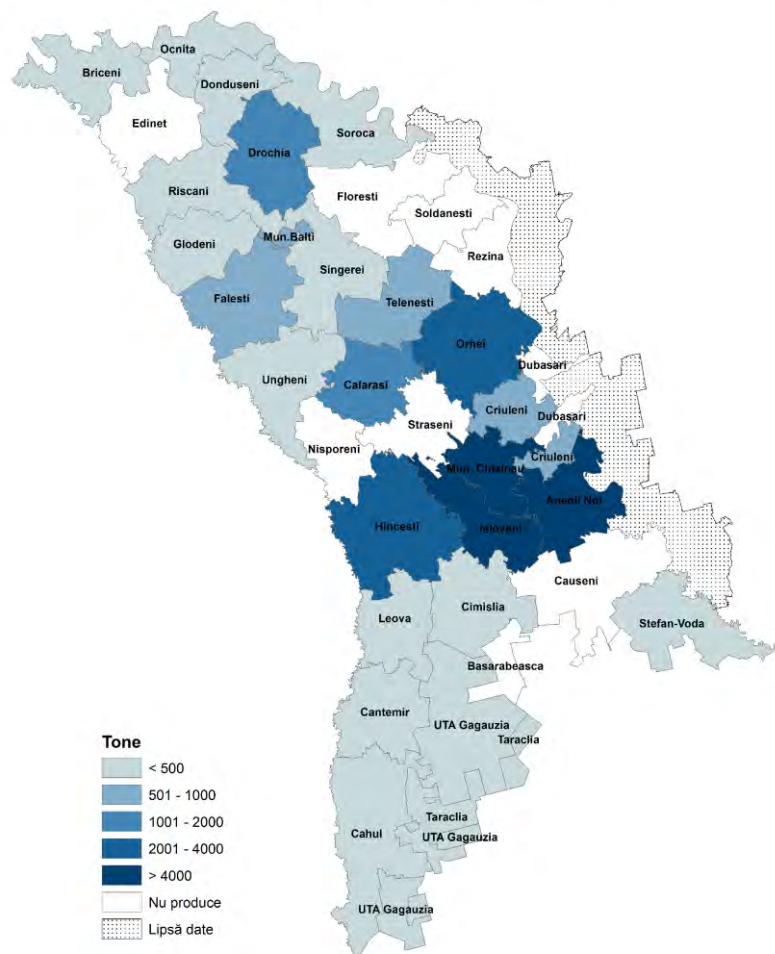 Ocnita
Briceni
Donduseni
Edinet
Soroca
Drochia
Riscani
Floresti
Soldanesti
Mun.Balti
Glodeni
Rezina
Singerei
Falesti
Telenesti
Orhei
Dubasari
Ungheni
Calarasi
Criuleni
Dubasari
Straseni
Nisporeni
Criuleni
Mun. Chisinau
Anenii Noi
Hincesti
Ialoveni
Causeni
Cimislia
Leova
Stefan-Voda
Basarabeasca
Cantemir
UTA Gagauzia
Taraclia
Taraclia
Cahul
UTA Gagauzia
UTA Gagauzia
Tone
< 500
501 - 1000
1001 - 2000
2001 - 4000
> 4000
Nu produce
Lipsă date